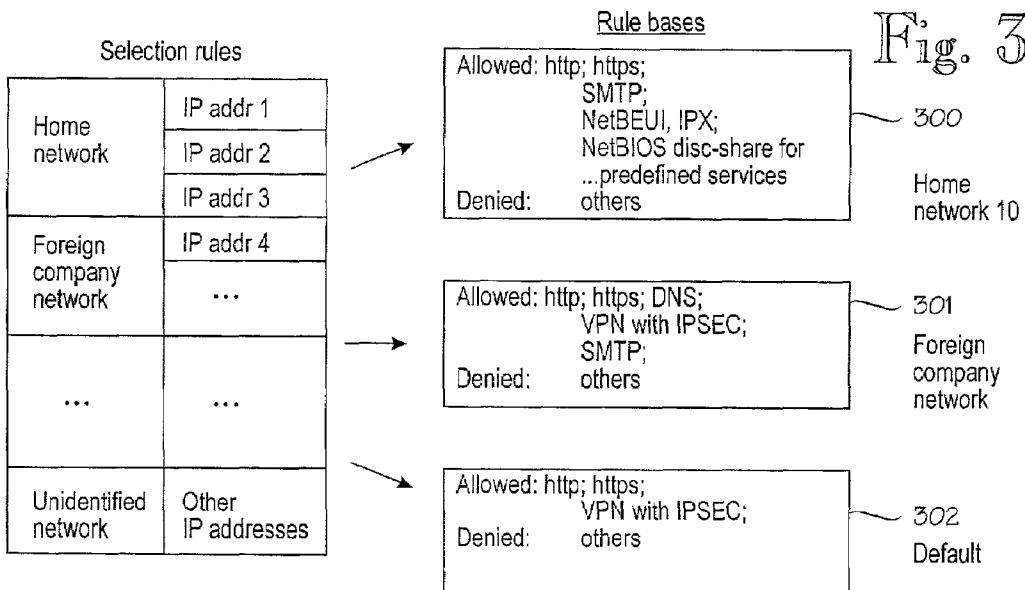 Fig. 3
Selection rules
Home
network
IP addr 1
IP addr 2
IP addr 3
Foreign
company
network
IP addr 4
...
...
...
Unidentified
network
Other
IP addresses
Rule bases
Allowed: http; https;
SMTP;
NetBEUI, IPX;
NetBIOS disc-share for
...predefined services
Denied: others
300
Home
network 10
Allowed: http; https; DNS;
VPN with IPSEC;
SMTP;
Denied: others
301
Foreign
company
network
Allowed: http; https;
VPN with IPSEC;
Denied: others
302
Default